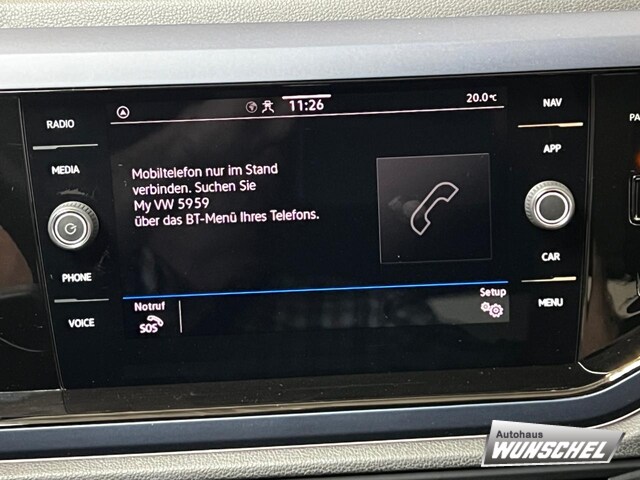 RADIO
MEDIA
PHONE
VOICE
11:26
20.0°C
Mobiltelefon nur im Stand
verbinden. Suchen Sie
My VW 5959
über das BT-Menü Ihres Telefons.
Notruf
SOS
Setup
NAV
APP
CAR
MENU
PA
Autohaus
WUNSCHEL